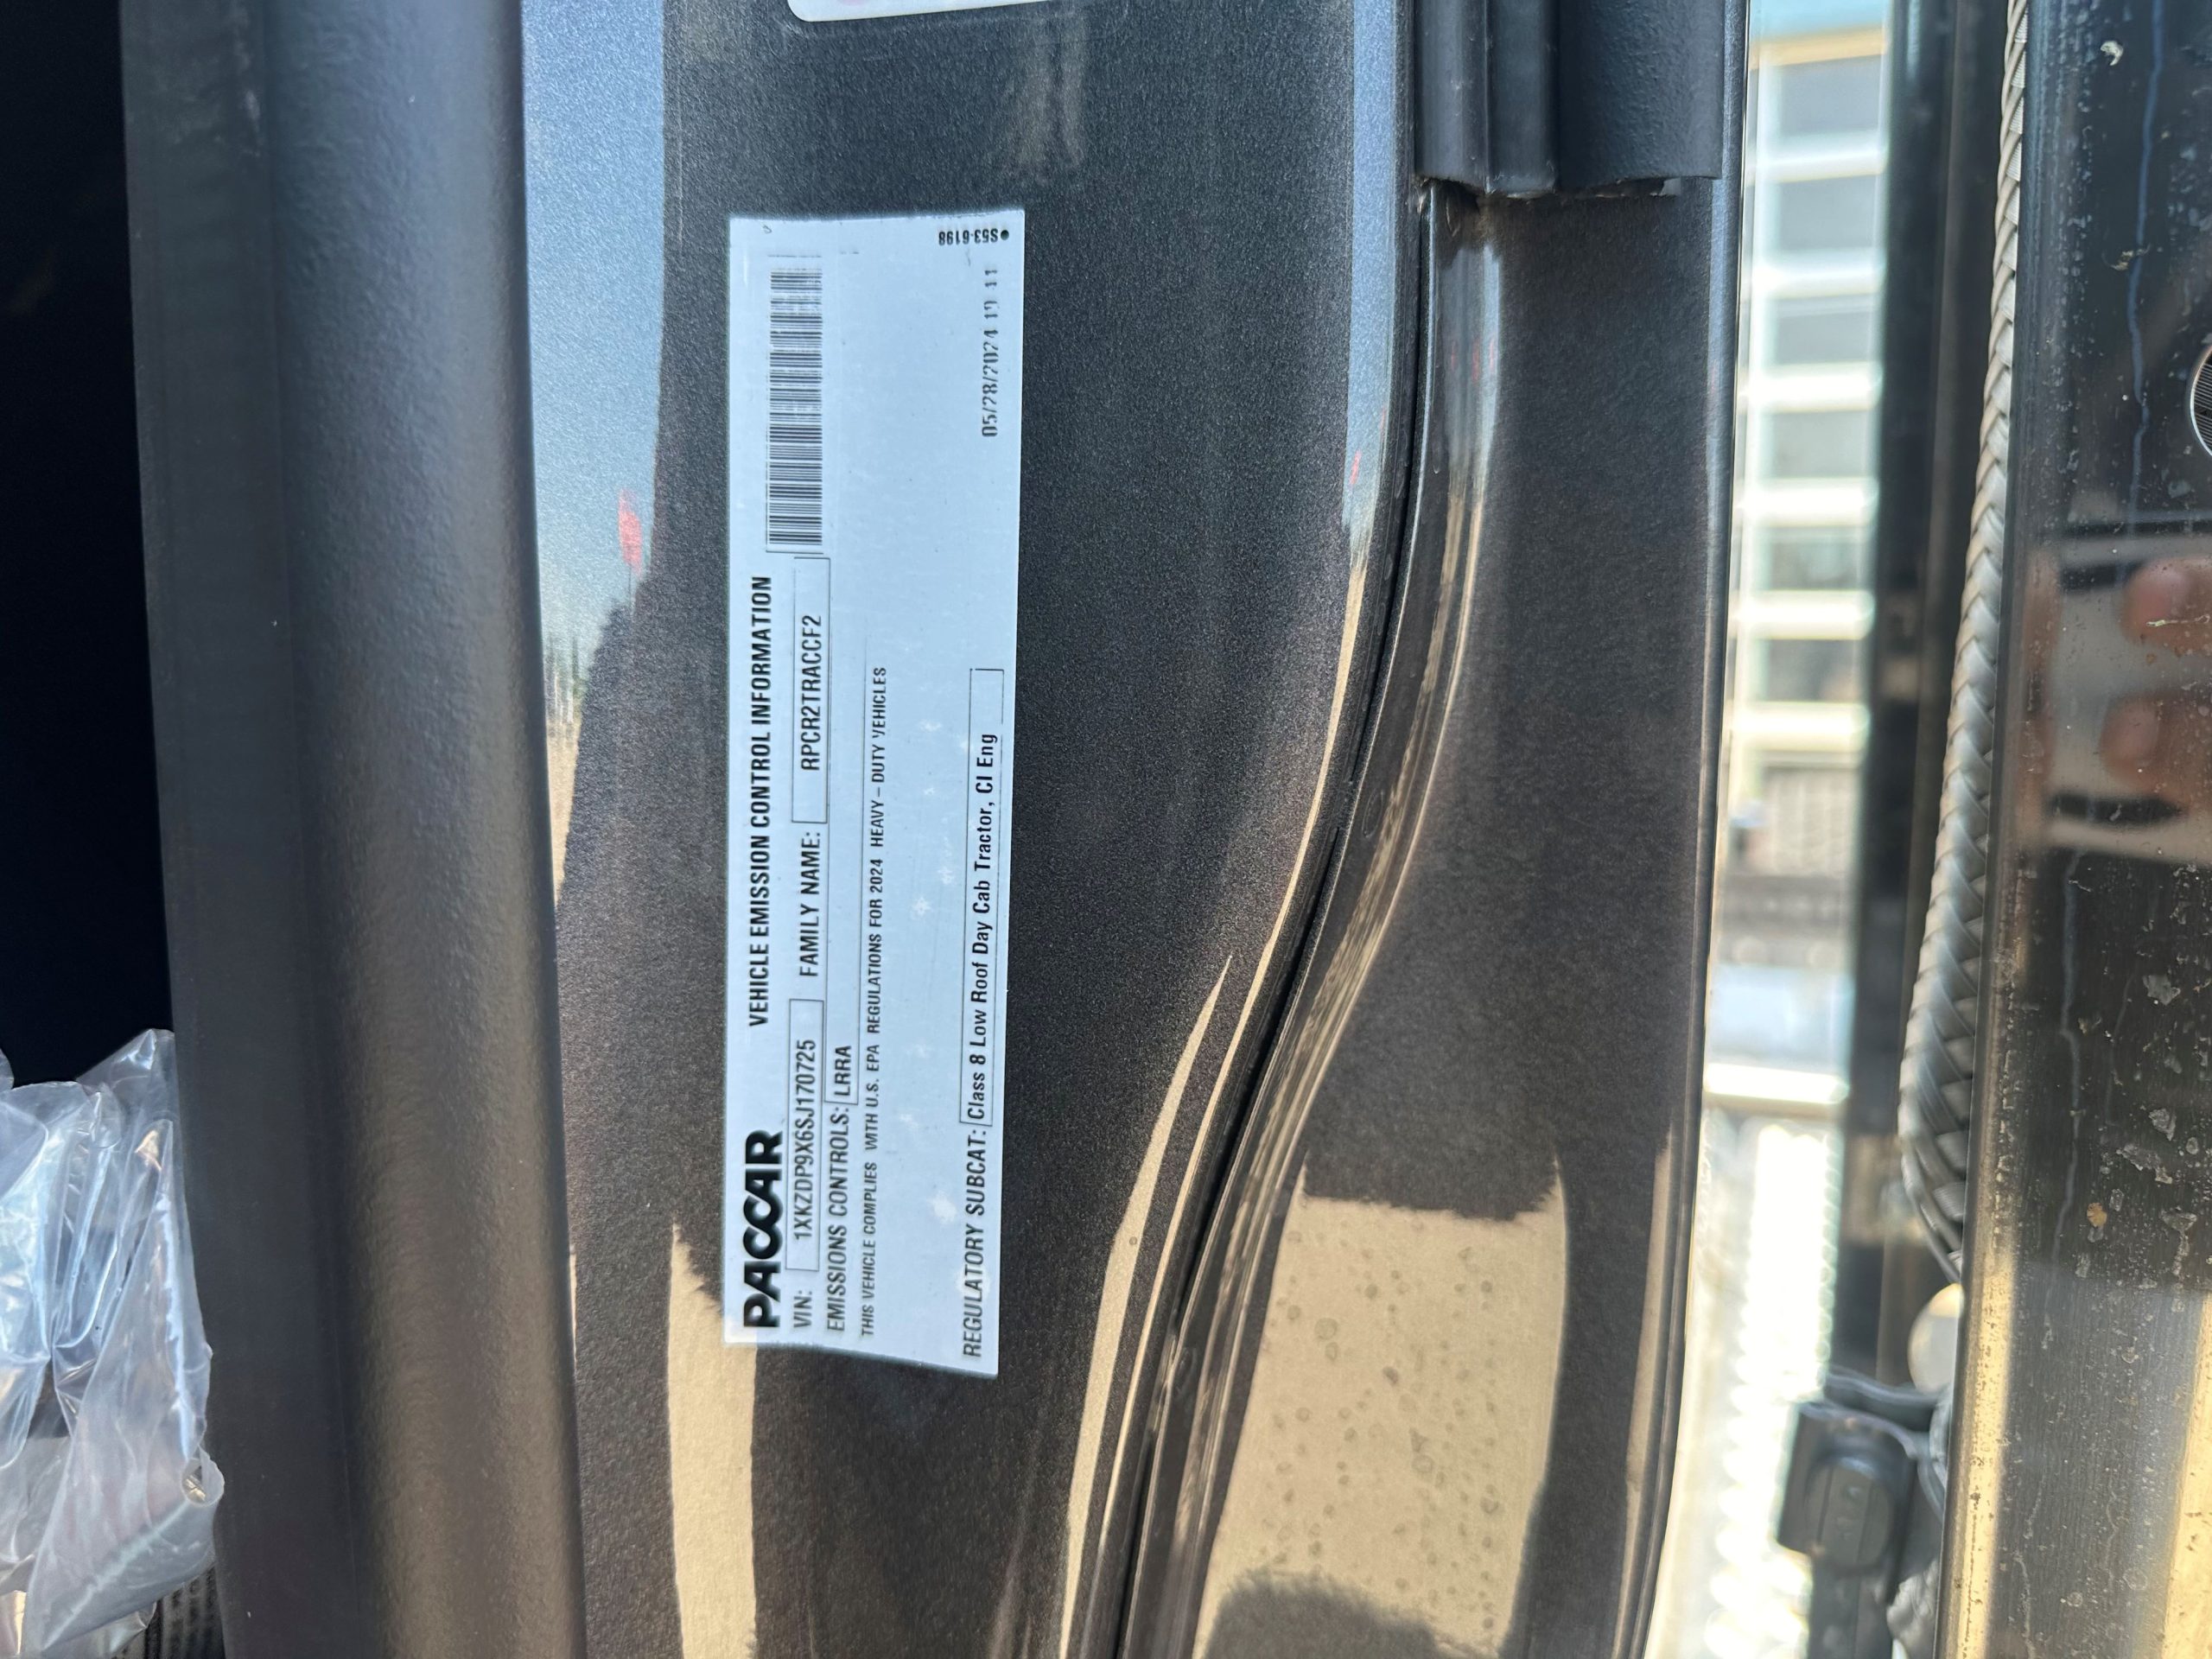 PACCAR VEHICLE EMISSION CONTROL INFORMATION
VIN: 1XKZDP9X6SJ170725 FAMILY NAME: RPCR2TRACCF2
EMISSIONS CONTROLS: LRRA
THIS VEHICLE COMPLIES WITH U.S. EPA REGULATIONS FOR 2024 HEAVY-DUTY VEHICLES
REGULATORY SUBCAT: Class 8 Low Roof Day Cab Tractor, CI Eng
05/28/2024
S53-6198